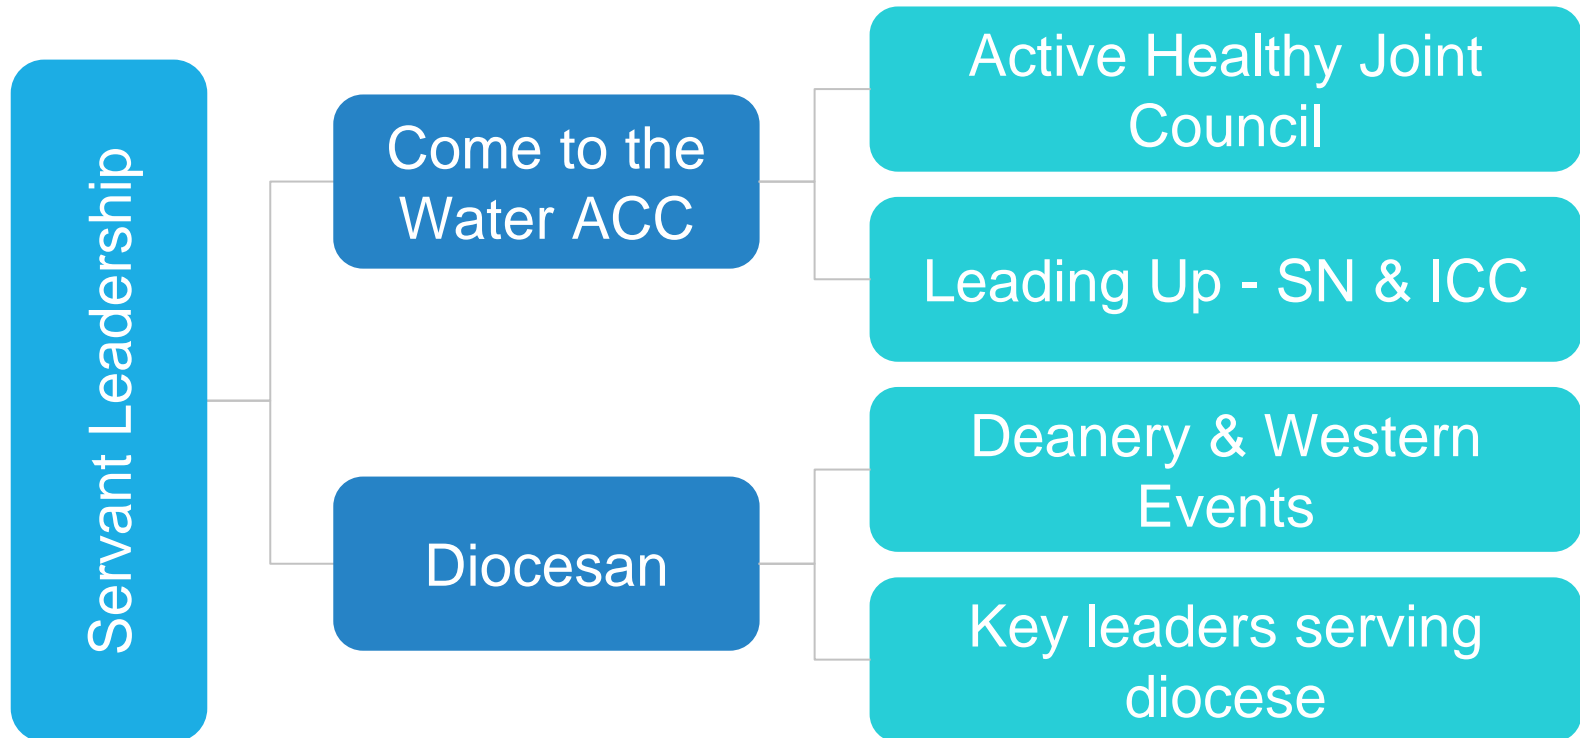 Servant Leadership
Come to the
Water ACC
Active Healthy Joint
Council
Leading Up - SN & ICC
Diocesan
Deanery & Western
Events
Key leaders serving
diocese